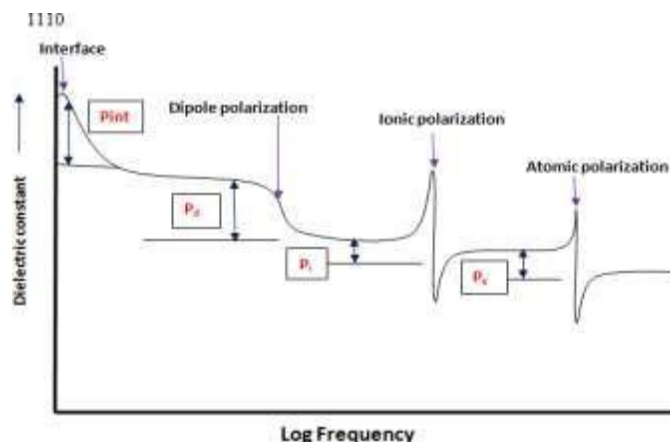 1110
Interface
Pint
Dipole polarization
Ionic polarization
Atomic polarization
Pd
Pi
Pe
Dielectric constant
Log Frequency